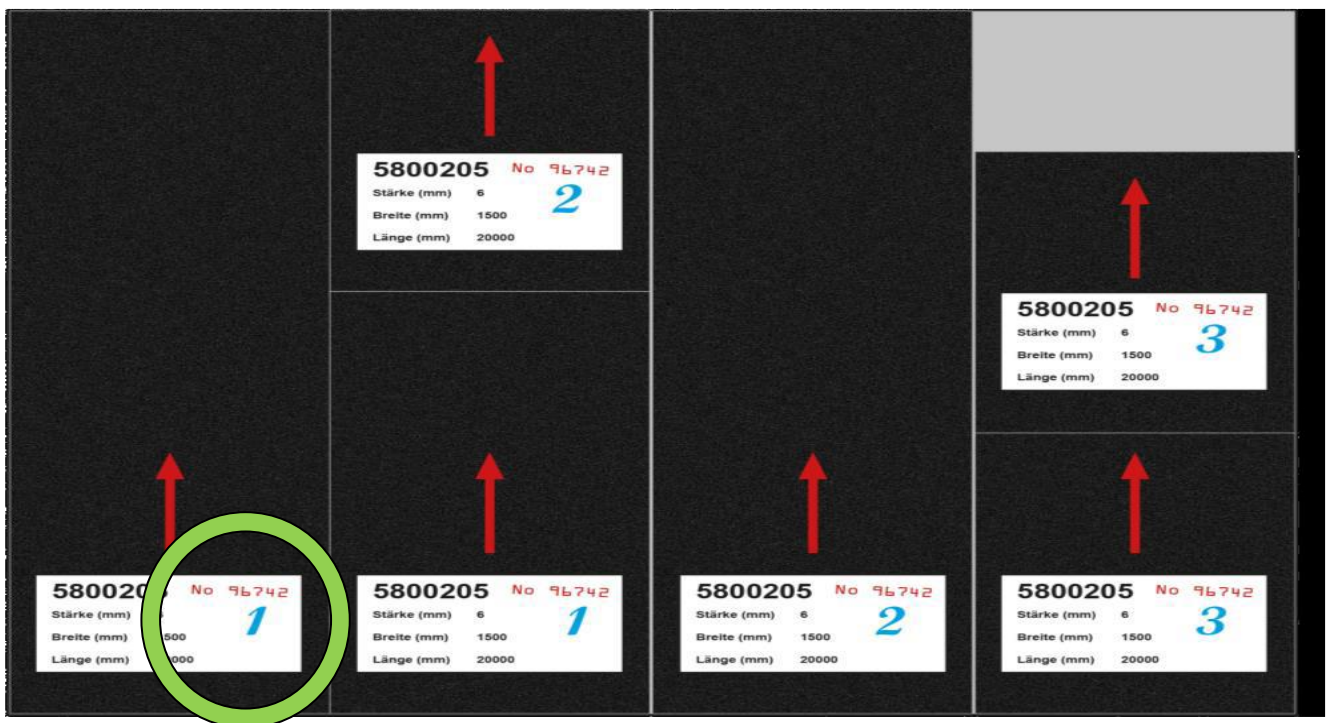 5800205 No 96742
Stärke (mm) 6 2
Breite (mm) 1500
Länge (mm) 20000
5800205 No 96742
Stärke (mm) 6 3
Breite (mm) 1500
Länge (mm) 20000
580020 No 96742
Stärke (mm) 1
Breite (mm) 500
Länge (mm) 000
5800205 No 96742
Stärke (mm) 6 1
Breite (mm) 1500
Länge (mm) 20000
5800205 No 96742
Stärke (mm) 6 2
Breite (mm) 1500
Länge (mm) 20000
5800205 No 96742
Stärke (mm) 6 3
Breite (mm) 1500
Länge (mm) 20000